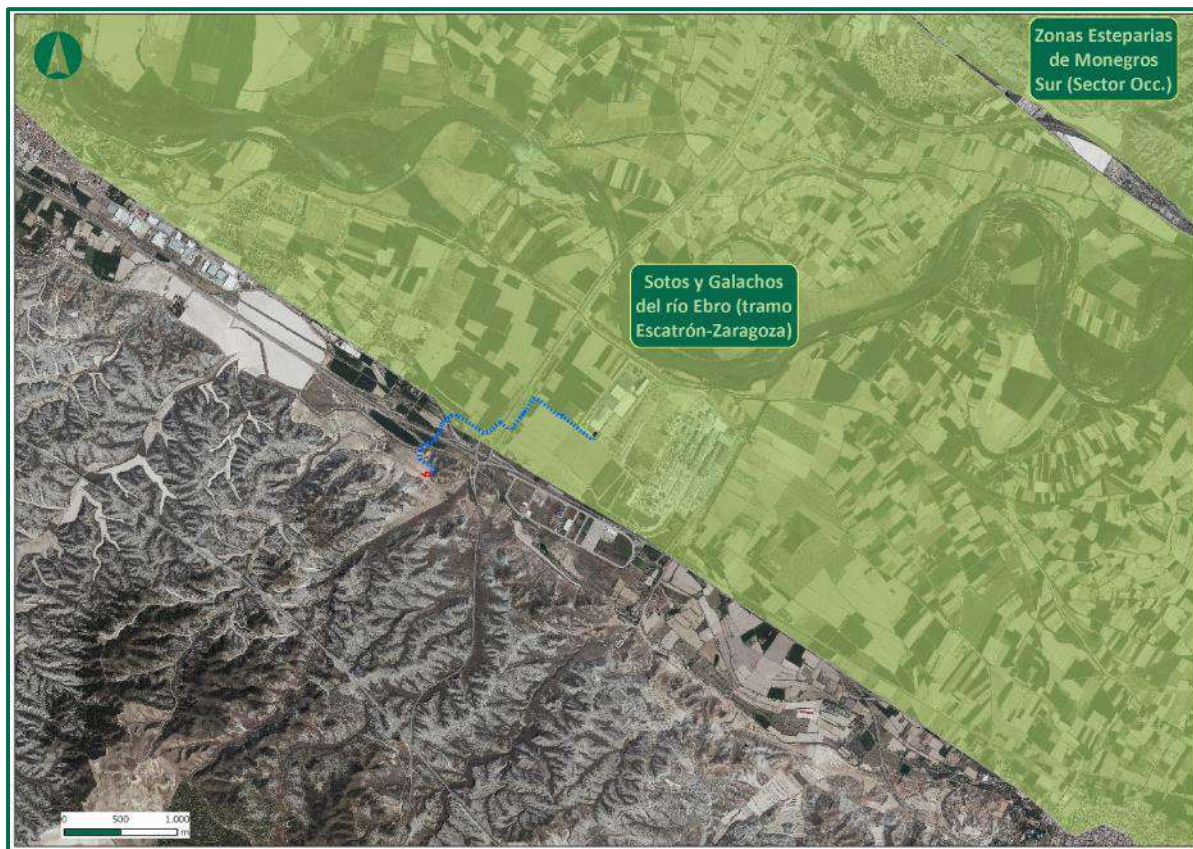 Zonas Esteparias
de Monegros
Sur (Sector Occ.)
Sotos y Galachos
del río Ebro (tramo
Escatrón-Zaragoza)
0 500 1.000
m